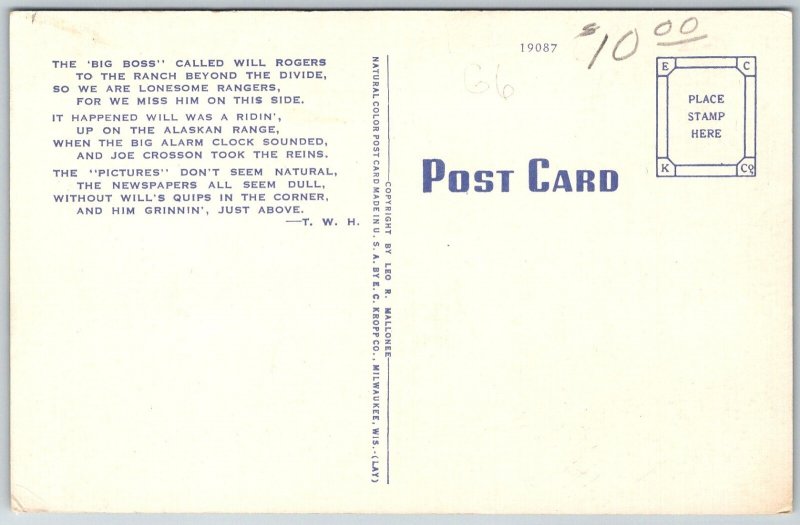 THE 'BIG BOSS'' CALLED WILL ROGERS
TO THE RANCH BEYOND THE DIVIDE,
SO WE ARE LONESOME RANGERS,
FOR WE MISS HIM ON THIS SIDE.
IT HAPPENED WILL WAS A RIDIN',
UP ON THE ALASKAN RANGE,
WHEN THE BIG ALARM CLOCK SOUNDED,
AND JOE CROSSON TOOK THE REINS.
THE "PICTURES" DON'T SEEM NATURAL,
THE NEWSPAPERS ALL SEEM DULL,
WITHOUT WILL'S QUIPS IN THE CORNER,
AND HIM GRINNIN', JUST ABOVE.
—T. W. H.
NATURAL COLOR POST CARD MADE IN U. S. A. BY E. C. KROPP CO., MILWAUKEE, WIS.-(LAY)
COPYRIGHT BY LEO R. MALLONEE
19087
$10 00
G6
POST CARD
E C
PLACE
STAMP
HERE
K Co